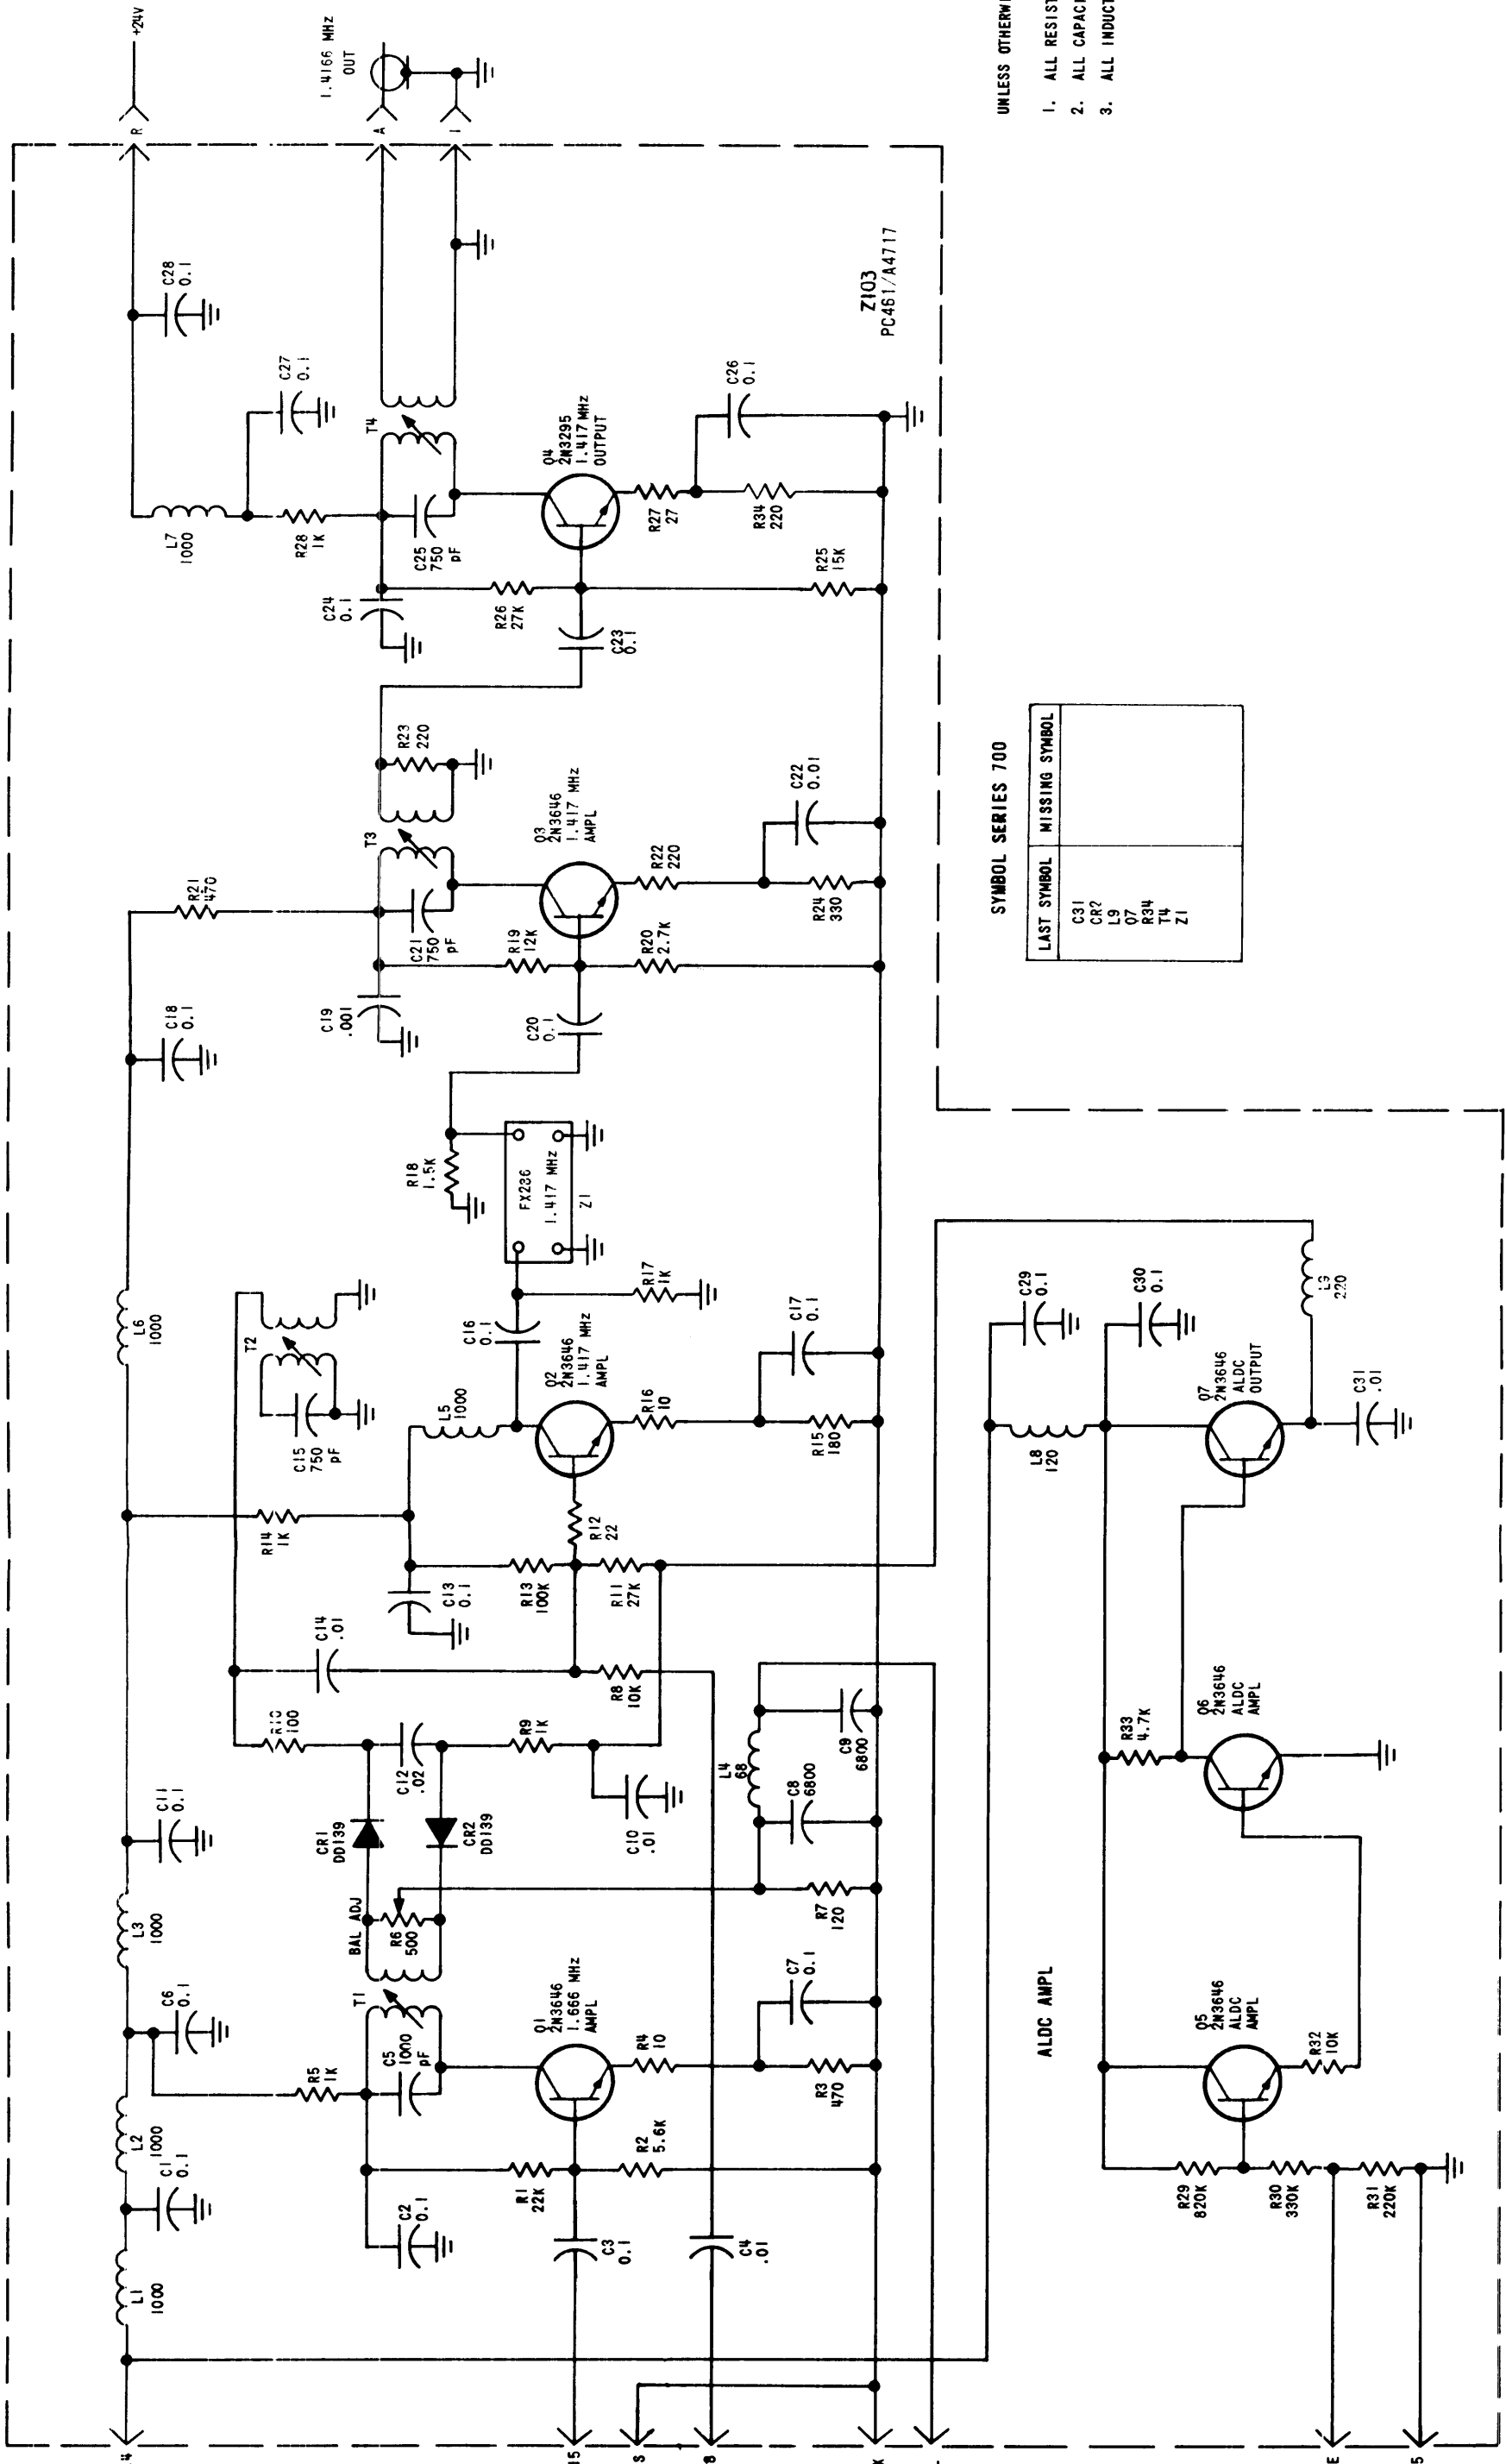 +24V
R
1.4166 MHz
OUT
A
1
UNLESS OTHERWI
1. ALL RESIST
2. ALL CAPACI
3. ALL INDUCT
C28
0.1
L7
1000
C27
0.1
R28
1K
T4
C24
0.1
C25
750
pF
Q4
2N3295
1.417 MHz
OUTPUT
R26
27K
C23
0.1
R27
27
C26
0.1
R34
220
R25
15K
Z103
PC461/A4717
R21
470
C18
0.1
T3
R23
220
C19
.001
C21
750
pF
Q3
2N3646
1.417 MHz
AMPL
R19
12K
C20
0.1
R20
2.7K
R22
220
C22
0.01
R24
330
SYMBOL SERIES 700
LAST SYMBOL MISSING SYMBOL
C31
CR2
L9
Q7
R34
T4
Z1
R18
1.5K
FX236
1.417 MHz
Z1
L6
1000
T2
C15
750
pF
L5
1000
C16
0.1
R17
1K
Q2
2N3646
1.417 MHz
AMPL
R16
10
C17
0.1
R15
180
R14
1K
R12
22
C13
0.1
R13
100K
R11
27K
C14
.01
R8
10K
R10
100
C12
.02
R9
1K
C10
.01
C11
0.1
CR1
DD139
CR2
DD139
L4
68
C8
6800
C9
6800
L3
1000
BAL ADJ
R6
500
R7
120
C6
0.1
T1
C5
1000
pF
R5
1K
Q1
2N3646
1.666 MHz
AMPL
R4
10
C7
0.1
R3
470
L2
1000
C1
0.1
R1
22K
R2
5.6K
C2
0.1
C3
0.1
C4
.01
L1
1000
4
15
S
8
K
E
5
ALDC AMPL
C29
0.1
C30
0.1
L9
220
L8
120
Q7
2N3646
ALDC
OUTPUT
C31
.01
R33
4.7K
Q6
2N3646
ALDC
AMPL
Q5
2N3646
ALDC
AMPL
R32
10K
R29
820K
R30
330K
R31
220K